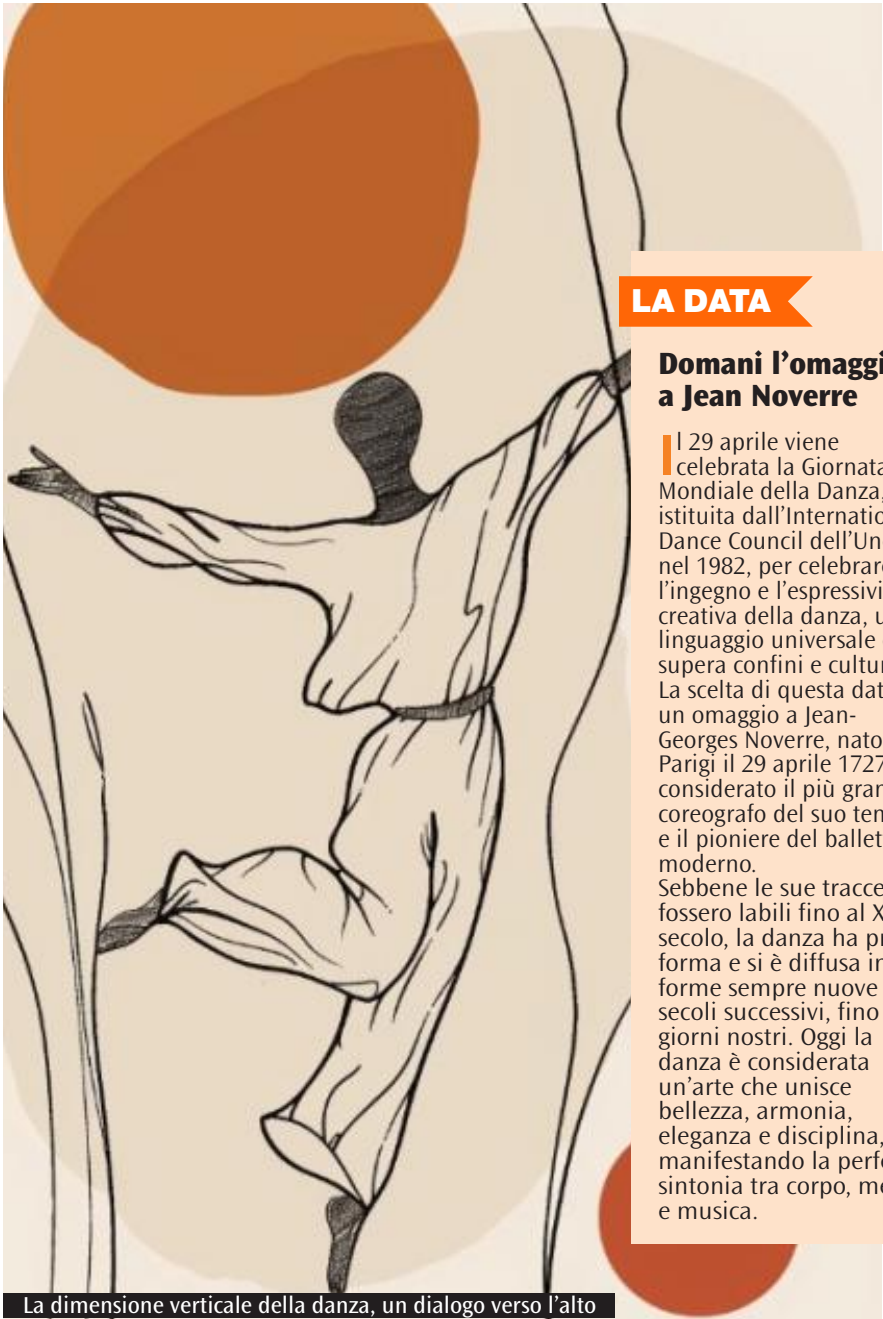 LA DATA
Domani l’omaggi
a Jean Noverre
Il 29 aprile viene
celebrata la Giornata
Mondiale della Danza,
istituita dall’Internatio
Dance Council dell’Un
nel 1982, per celebrare
l’ingegno e l’espressivi
creativa della danza, u
linguaggio universale
supera confini e cultur
La scelta di questa dat
un omaggio a Jean-
Georges Noverre, nato
Parigi il 29 aprile 1727
considerato il più gran
coreografo del suo ten
e il pioniere del ballet
moderno.
Sebbene le sue tracce
fossero labili fino al X
secolo, la danza ha pr
forma e si è diffusa in
forme sempre nuove
secoli successivi, fino
giorni nostri. Oggi la
danza è considerata
un’arte che unisce
bellezza, armonia,
eleganza e disciplina,
manifestando la perfe
sintonia tra corpo, me
e musica.
La dimensione verticale della danza, un dialogo verso l’alto